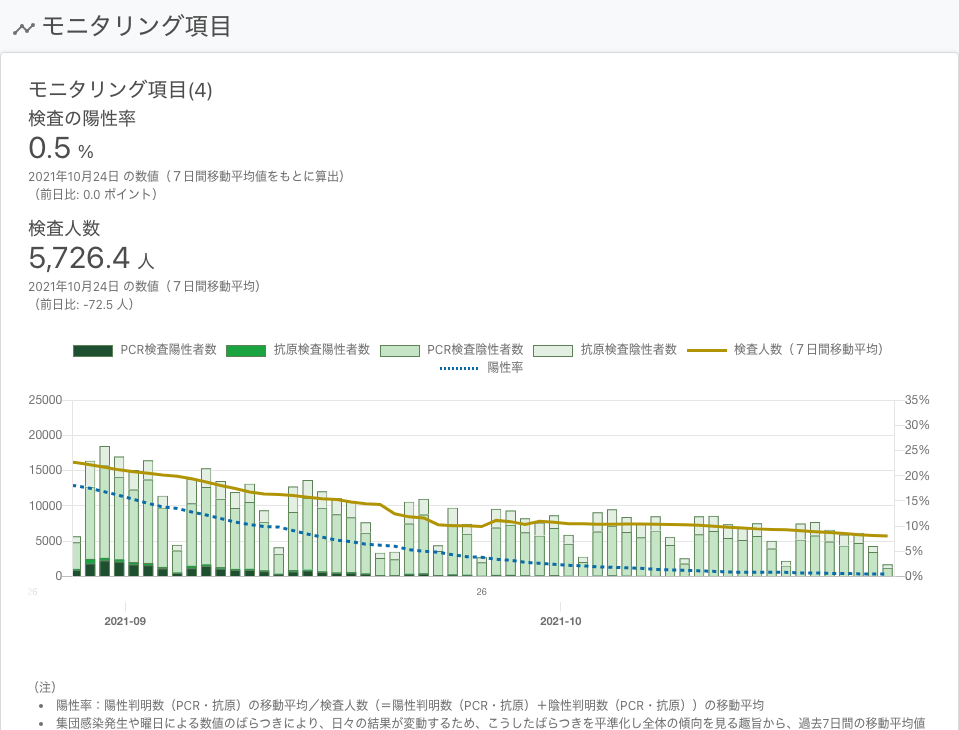 モニタリング項目
モニタリング項目(4)
検査の陽性率
0.5 %
2021年10月24日 の数値（７日間移動平均値をもとに算出）
（前日比: 0.0 ポイント）
検査人数
5,726.4 人
2021年10月24日 の数値（７日間移動平均）
（前日比: -72.5 人）
PCR検査陽性者数 抗原検査陽性者数 PCR検査陰性者数 抗原検査陰性者数 検査人数（７日間移動平均）
陽性率
25000 35%
30%
20000
25%
15000 20%
15%
10000
10%
5000
5%
0 0%
26 26
2021-09 2021-10
（注）
• 陽性率：陽性判明数（PCR・抗原）の移動平均／検査人数（＝陽性判明数（PCR・抗原）＋陰性判明数（PCR・抗原））の移動平均
• 集団感染発生や曜日による数値のばらつきにより、日々の結果が変動するため、こうしたばらつきを平準化し全体の傾向を見る趣旨から、過去7日間の移動平均値